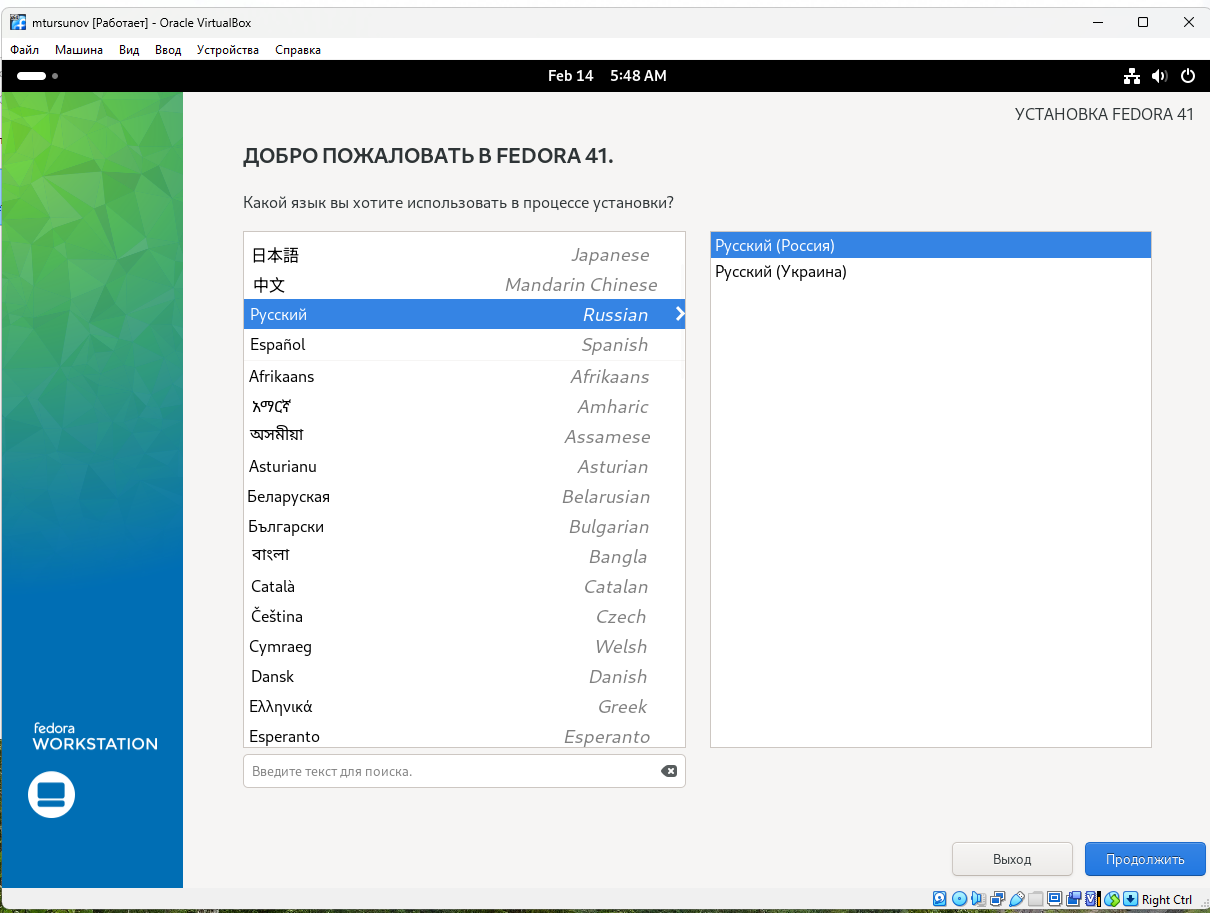 mtursunov [Работает] - Oracle VirtualBox
Файл Машина Вид Ввод Устройства Справка
Feb 14 5:48 AM
УСТАНОВКА FEDORA 41
ДОБРО ПОЖАЛОВАТЬ В FEDORA 41.
Какой язык вы хотите использовать в процессе установки?
日本語 Japanese
中文 Mandarin Chinese
Русский Russian
Español Spanish
Afrikaans Afrikaans
አማርኛ Amharic
অসমীয়া Assamese
Asturianu Asturian
Беларуская Belarusian
Български Bulgarian
বাংলা Bangla
Català Catalan
Čeština Czech
Cymraeg Welsh
Dansk Danish
Ελληνικά Greek
Esperanto Esperanto
Русский (Россия)
Русский (Украина)
Введите текст для поиска.
fedora
WORKSTATION
Выход Продолжить
Right Ctrl